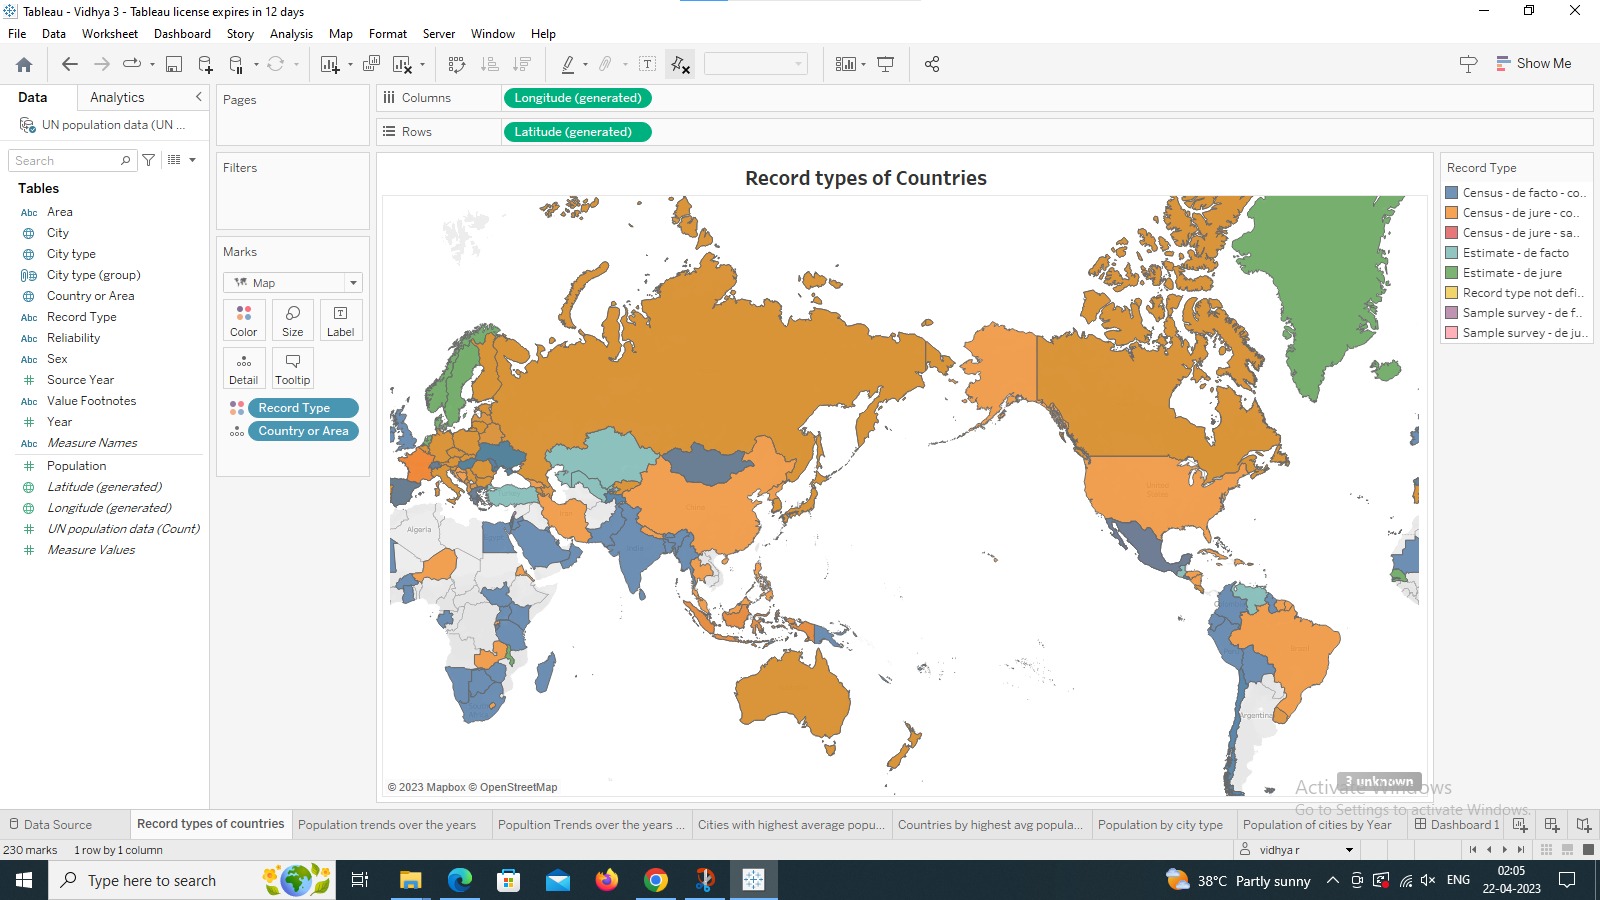 Tableau - Vidhya 3 - Tableau license expires in 12 days
File Data Worksheet Dashboard Story Analysis Map Format Server Window Help
Show Me
Data Analytics
UN population data (UN ...
Search
Tables
Abc Area
City
City type
City type (group)
Country or Area
Abc Record Type
Abc Reliability
Abc Sex
Source Year
Value Footnotes
Year
Abc Measure Names
Population
Latitude (generated)
Longitude (generated)
UN population data (Count)
Measure Values
Pages
Filters
Marks
Map
Color Size Label
Detail Tooltip
Record Type
Country or Area
Columns Longitude (generated)
Rows Latitude (generated)
Record types of Countries
Algeria
China
India
United
States
Brazil
Argentina
© 2023 Mapbox © OpenStreetMap
3 unknown
Record Type
Census - de facto - co..
Census - de jure - co..
Census - de jure - sa..
Estimate - de facto
Estimate - de jure
Record type not defi..
Sample survey - de f..
Sample survey - de ju..
Activate Windows
Go to Settings to activate Windows.
Data Source Record types of countries Population trends over the years Popultion Trends over the years ... Cities with highest average popu... Countries by highest avg popula... Population by city type Population of cities by Year Dashboard 1
230 marks 1 row by 1 column vidhya r
Type here to search 38°C Partly sunny ENG 02:05
22-04-2023